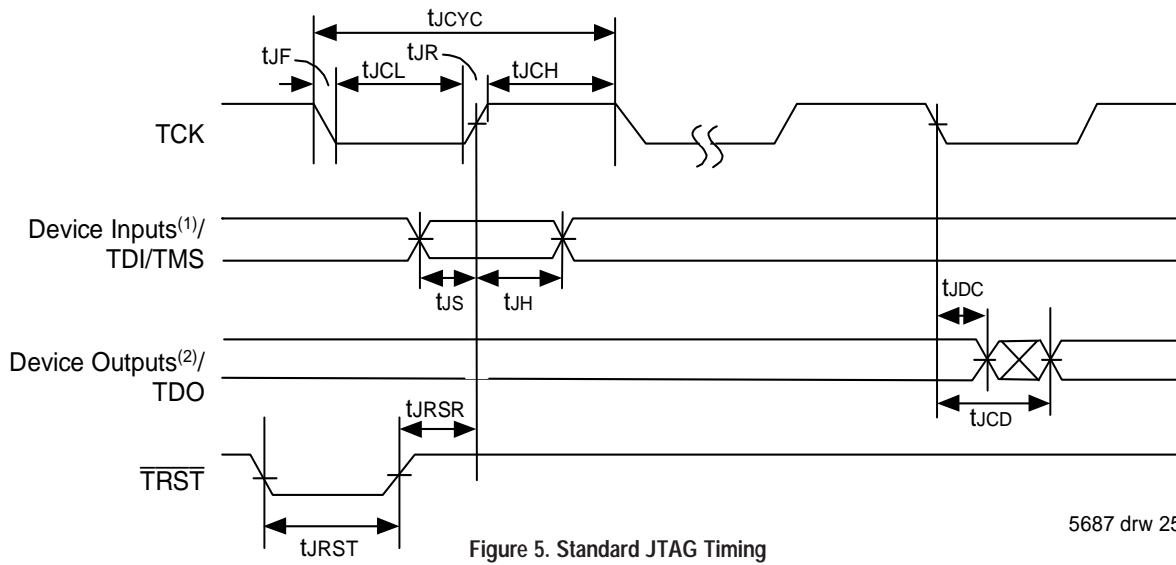 tJCYC
tJF
tJCL
tJR
tJCH
TCK
Device Inputs(1)/
TDI/TMS
tJS
tJH
tJDC
Device Outputs(2)/
TDO
tJCD
tJRSR
TRST
tJRST
5687 drw 25
Figure 5. Standard JTAG Timing